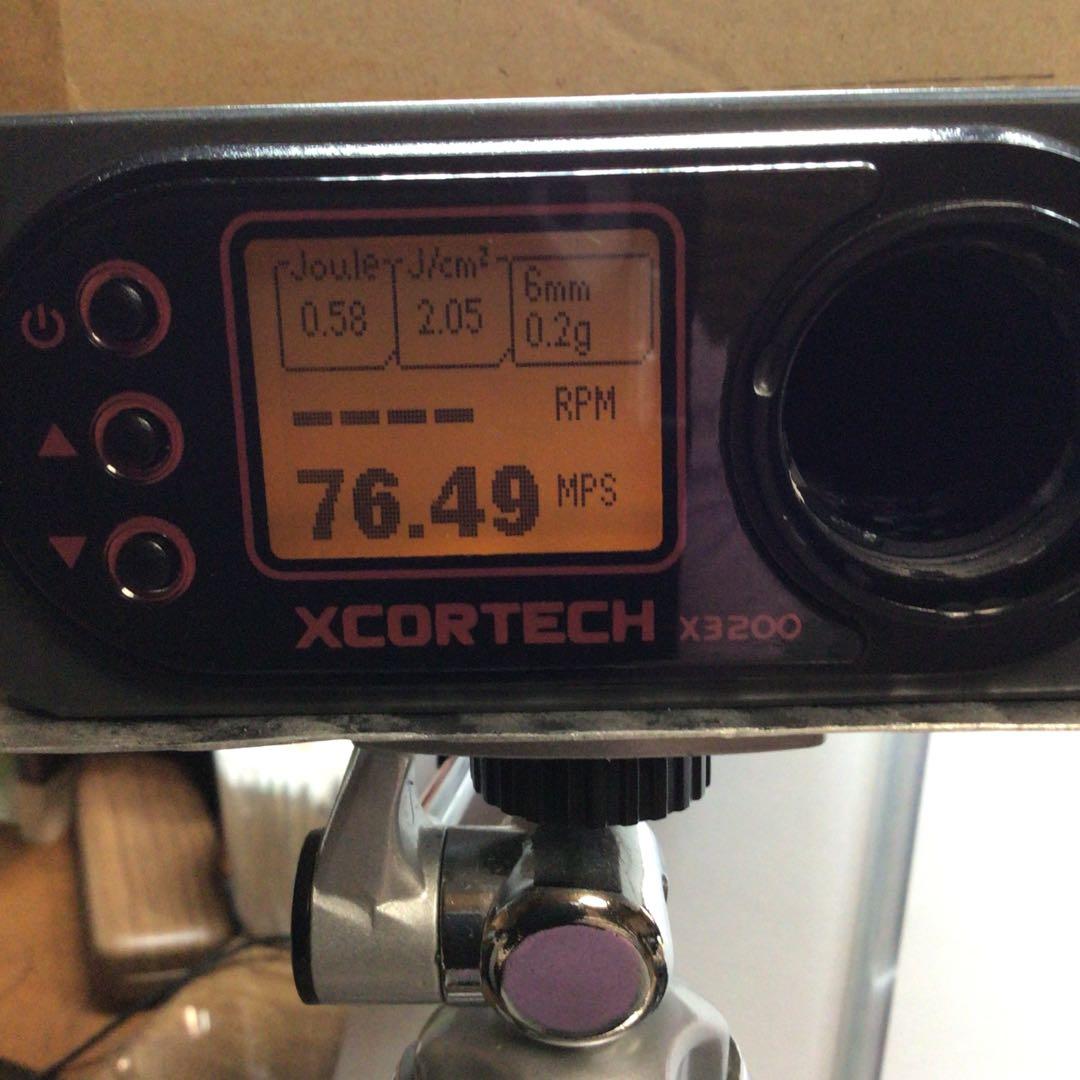 Joule J/cm² 6mm
0.58 2.05 0.2g
---- RPM
76.49 MPS
XCORTECH X3200